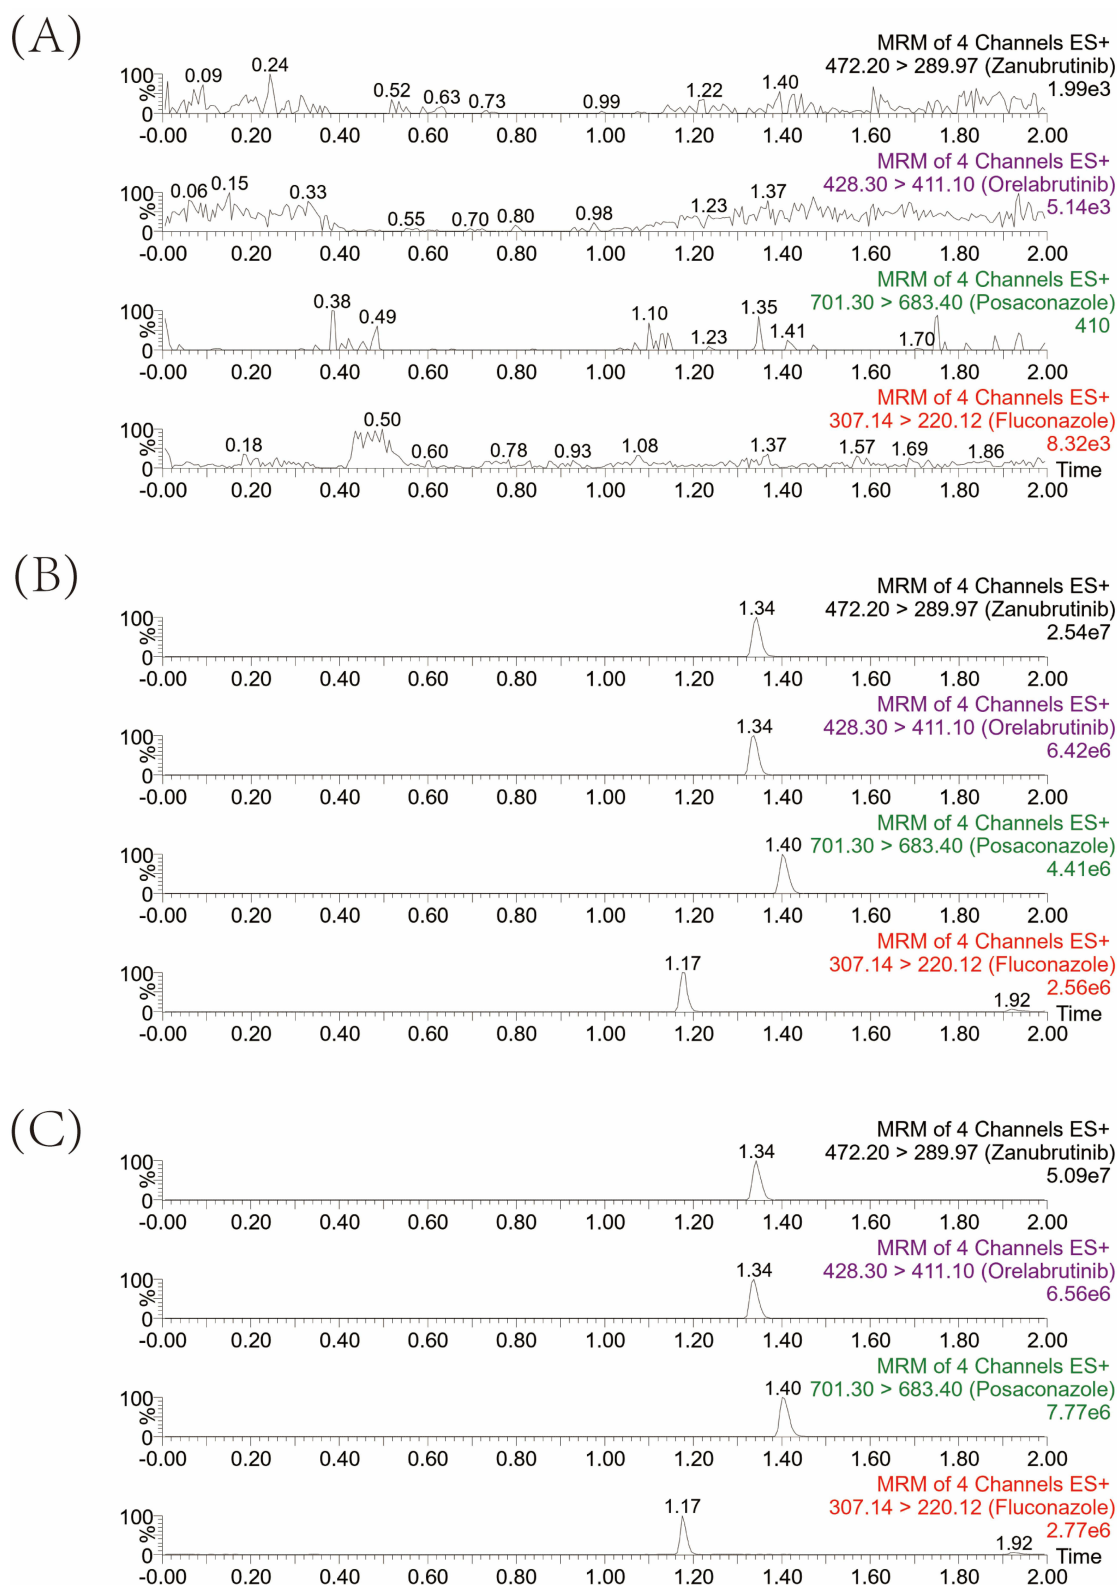 (A)
MRM of 4 Channels ES+
472.20 > 289.97 (Zanubrutinib)
1.99e3
100
%
0
0.09 0.24 0.52 0.63 0.73 0.99 1.22 1.40
-0.00 0.20 0.40 0.60 0.80 1.00 1.20 1.40 1.60 1.80 2.00
MRM of 4 Channels ES+
428.30 > 411.10 (Orelabrutinib)
5.14e3
100
%
0
0.06 0.15 0.33 0.55 0.70 0.80 0.98 1.23 1.37
-0.00 0.20 0.40 0.60 0.80 1.00 1.20 1.40 1.60 1.80 2.00
MRM of 4 Channels ES+
701.30 > 683.40 (Posaconazole)
410
100
%
0
0.38 0.49 1.10 1.23 1.35 1.41 1.70
-0.00 0.20 0.40 0.60 0.80 1.00 1.20 1.40 1.60 1.80 2.00
MRM of 4 Channels ES+
307.14 > 220.12 (Fluconazole)
8.32e3
100
%
0
0.18 0.50 0.60 0.78 0.93 1.08 1.37 1.57 1.69 1.86
Time
-0.00 0.20 0.40 0.60 0.80 1.00 1.20 1.40 1.60 1.80 2.00
(B)
MRM of 4 Channels ES+
472.20 > 289.97 (Zanubrutinib)
2.54e7
100
%
0
1.34
-0.00 0.20 0.40 0.60 0.80 1.00 1.20 1.40 1.60 1.80 2.00
MRM of 4 Channels ES+
428.30 > 411.10 (Orelabrutinib)
6.42e6
100
%
0
1.34
-0.00 0.20 0.40 0.60 0.80 1.00 1.20 1.40 1.60 1.80 2.00
MRM of 4 Channels ES+
701.30 > 683.40 (Posaconazole)
4.41e6
100
%
0
1.40
-0.00 0.20 0.40 0.60 0.80 1.00 1.20 1.40 1.60 1.80 2.00
MRM of 4 Channels ES+
307.14 > 220.12 (Fluconazole)
2.56e6
100
%
0
1.17 1.92
Time
-0.00 0.20 0.40 0.60 0.80 1.00 1.20 1.40 1.60 1.80 2.00
(C)
MRM of 4 Channels ES+
472.20 > 289.97 (Zanubrutinib)
5.09e7
100
%
0
1.34
-0.00 0.20 0.40 0.60 0.80 1.00 1.20 1.40 1.60 1.80 2.00
MRM of 4 Channels ES+
428.30 > 411.10 (Orelabrutinib)
6.56e6
100
%
0
1.34
-0.00 0.20 0.40 0.60 0.80 1.00 1.20 1.40 1.60 1.80 2.00
MRM of 4 Channels ES+
701.30 > 683.40 (Posaconazole)
7.77e6
100
%
0
1.40
-0.00 0.20 0.40 0.60 0.80 1.00 1.20 1.40 1.60 1.80 2.00
MRM of 4 Channels ES+
307.14 > 220.12 (Fluconazole)
2.77e6
100
%
0
1.17 1.92
Time
-0.00 0.20 0.40 0.60 0.80 1.00 1.20 1.40 1.60 1.80 2.00